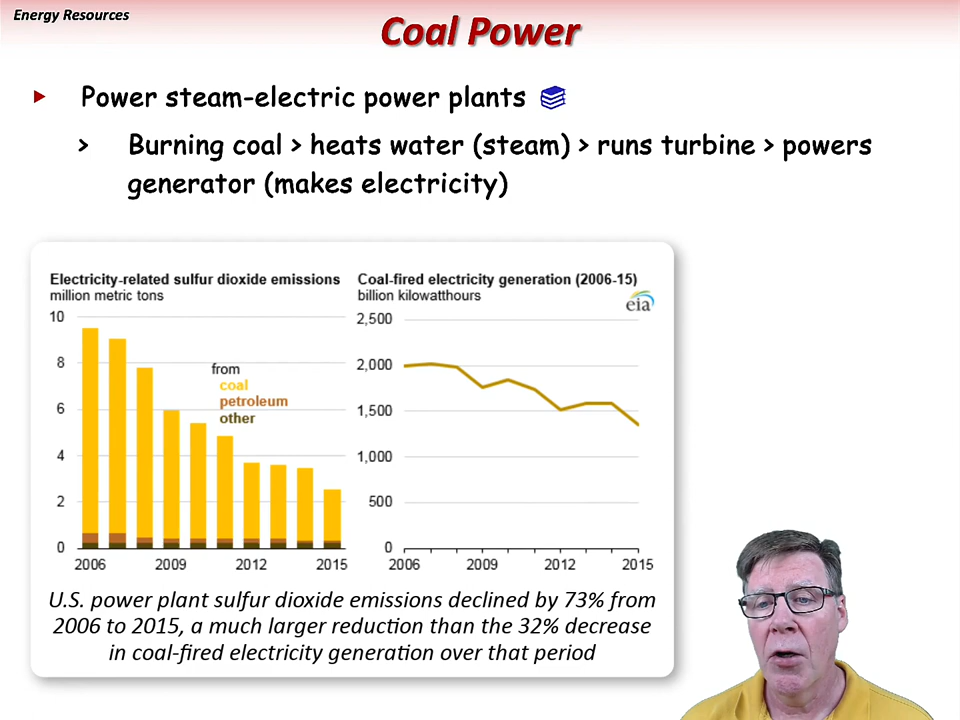 Energy Resources
Coal Power
Power steam-electric power plants
> Burning coal > heats water (steam) > runs turbine > powers
generator (makes electricity)
Electricity-related sulfur dioxide emissions
million metric tons
10
8
6
4
2
0
from
coal
petroleum
other
2006
2009
2012
2015
Coal-fired electricity generation (2006-15)
billion kilowatthours
eia
2,500
2,000
1,500
1,000
500
0
2006
2009
2012
2015
U.S. power plant sulfur dioxide emissions declined by 73% from
2006 to 2015, a much larger reduction than the 32% decrease
in coal-fired electricity generation over that period